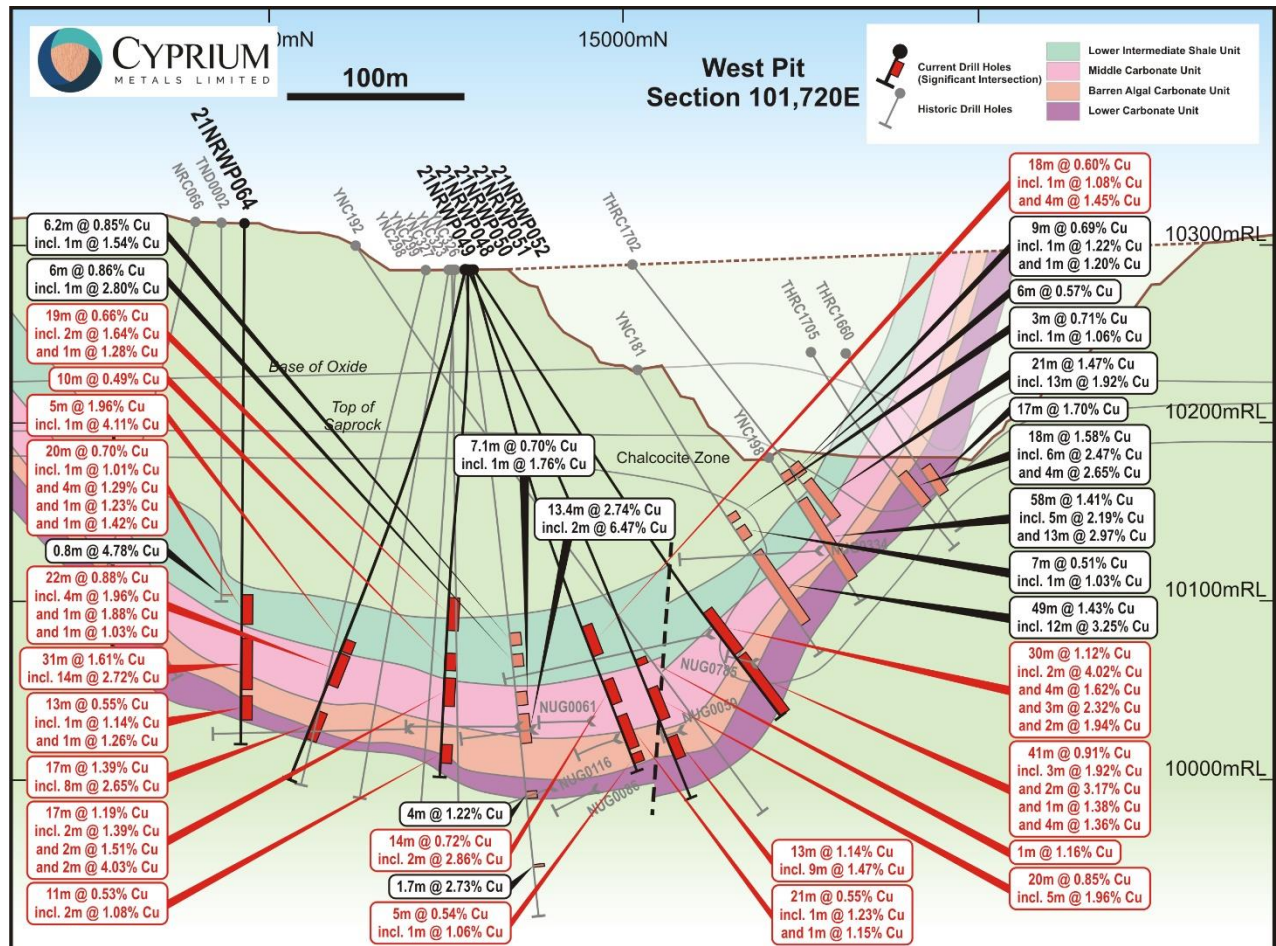 CYPRIUM
METALS LIMITED
0mN
15000mN
100m
West Pit
Section 101,720E
Current Drill Holes
(Significant Intersection)
Historic Drill Holes
Lower Intermediate Shale Unit
Middle Carbonate Unit
Barren Algal Carbonate Unit
Lower Carbonate Unit
NRC066
TND0002
21NRWP064
YNC192
YNC298
YNC299
YNC327
21NRWP049
21NRWP048
21NRWP050
21NRWP051
21NRWP052
THRC1702
YNC181
THRC1705
THRC1660
YNC198
10300mRL
10200mRL
10100mRL
10000mRL
Base of Oxide
Top of
Saprock
Chalcocite Zone
6.2m @ 0.85% Cu
incl. 1m @ 1.54% Cu
6m @ 0.86% Cu
incl. 1m @ 2.80% Cu
19m @ 0.66% Cu
incl. 2m @ 1.64% Cu
and 1m @ 1.28% Cu
10m @ 0.49% Cu
5m @ 1.96% Cu
incl. 1m @ 4.11% Cu
20m @ 0.70% Cu
incl. 1m @ 1.01% Cu
and 4m @ 1.29% Cu
and 1m @ 1.23% Cu
and 1m @ 1.42% Cu
0.8m @ 4.78% Cu
22m @ 0.88% Cu
incl. 4m @ 1.96% Cu
and 1m @ 1.88% Cu
and 1m @ 1.03% Cu
31m @ 1.61% Cu
incl. 14m @ 2.72% Cu
13m @ 0.55% Cu
incl. 1m @ 1.14% Cu
and 1m @ 1.26% Cu
17m @ 1.39% Cu
incl. 8m @ 2.65% Cu
17m @ 1.19% Cu
incl. 2m @ 1.39% Cu
and 2m @ 1.51% Cu
and 2m @ 4.03% Cu
11m @ 0.53% Cu
incl. 2m @ 1.08% Cu
7.1m @ 0.70% Cu
incl. 1m @ 1.76% Cu
13.4m @ 2.74% Cu
incl. 2m @ 6.47% Cu
NUG0334
NUG0785
NUG0061
NUG0059
NUG0116
NUG0086
4m @ 1.22% Cu
14m @ 0.72% Cu
incl. 2m @ 2.86% Cu
1.7m @ 2.73% Cu
5m @ 0.54% Cu
incl. 1m @ 1.06% Cu
13m @ 1.14% Cu
incl. 9m @ 1.47% Cu
21m @ 0.55% Cu
incl. 1m @ 1.23% Cu
and 1m @ 1.15% Cu
18m @ 0.60% Cu
incl. 1m @ 1.08% Cu
and 4m @ 1.45% Cu
9m @ 0.69% Cu
incl. 1m @ 1.22% Cu
and 1m @ 1.20% Cu
6m @ 0.57% Cu
3m @ 0.71% Cu
incl. 1m @ 1.06% Cu
21m @ 1.47% Cu
incl. 13m @ 1.92% Cu
17m @ 1.70% Cu
18m @ 1.58% Cu
incl. 6m @ 2.47% Cu
and 4m @ 2.65% Cu
58m @ 1.41% Cu
incl. 5m @ 2.19% Cu
and 13m @ 2.97% Cu
7m @ 0.51% Cu
incl. 1m @ 1.03% Cu
49m @ 1.43% Cu
incl. 12m @ 3.25% Cu
30m @ 1.12% Cu
incl. 2m @ 4.02% Cu
and 4m @ 1.62% Cu
and 3m @ 2.32% Cu
and 2m @ 1.94% Cu
41m @ 0.91% Cu
incl. 3m @ 1.92% Cu
and 2m @ 3.17% Cu
and 1m @ 1.38% Cu
and 4m @ 1.36% Cu
1m @ 1.16% Cu
20m @ 0.85% Cu
incl. 5m @ 1.96% Cu